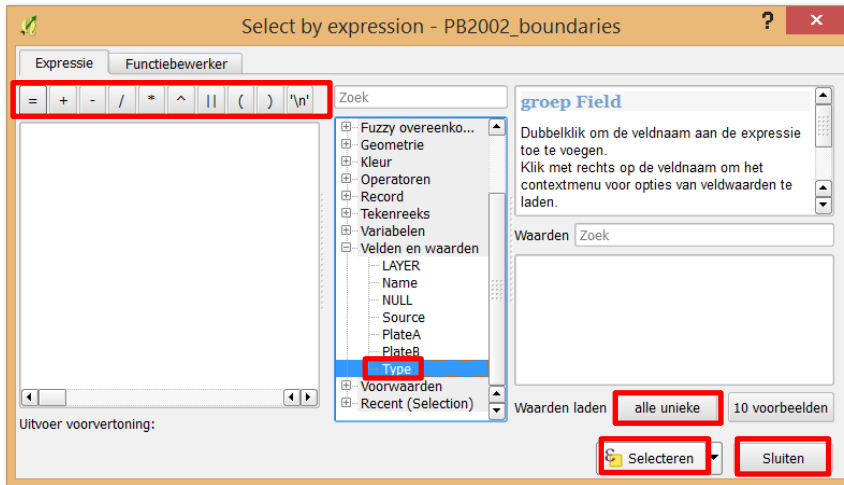 Select by expression - PB2002_boundaries
? ×
Expressie Functiebewerker
= + - / * ^ || ( ) '\n'
Zoek
Fuzzy overeenko...
Geometrie
Kleur
Operatoren
Record
Tekenreeks
Variabelen
Velden en waarden
LAYER
Name
NULL
Source
PlateA
PlateB
Type
Voorwaarden
Recent (Selection)
groep Field
Dubbelklik om de veldnaam aan de expressie
toe te voegen.
Klik met rechts op de veldnaam om het
contextmenu voor opties van veldwaarden te
laden.
Waarden Zoek
Waarden laden alle unieke 10 voorbeelden
Uitvoer voorvertoning:
Selecteren Sluiten